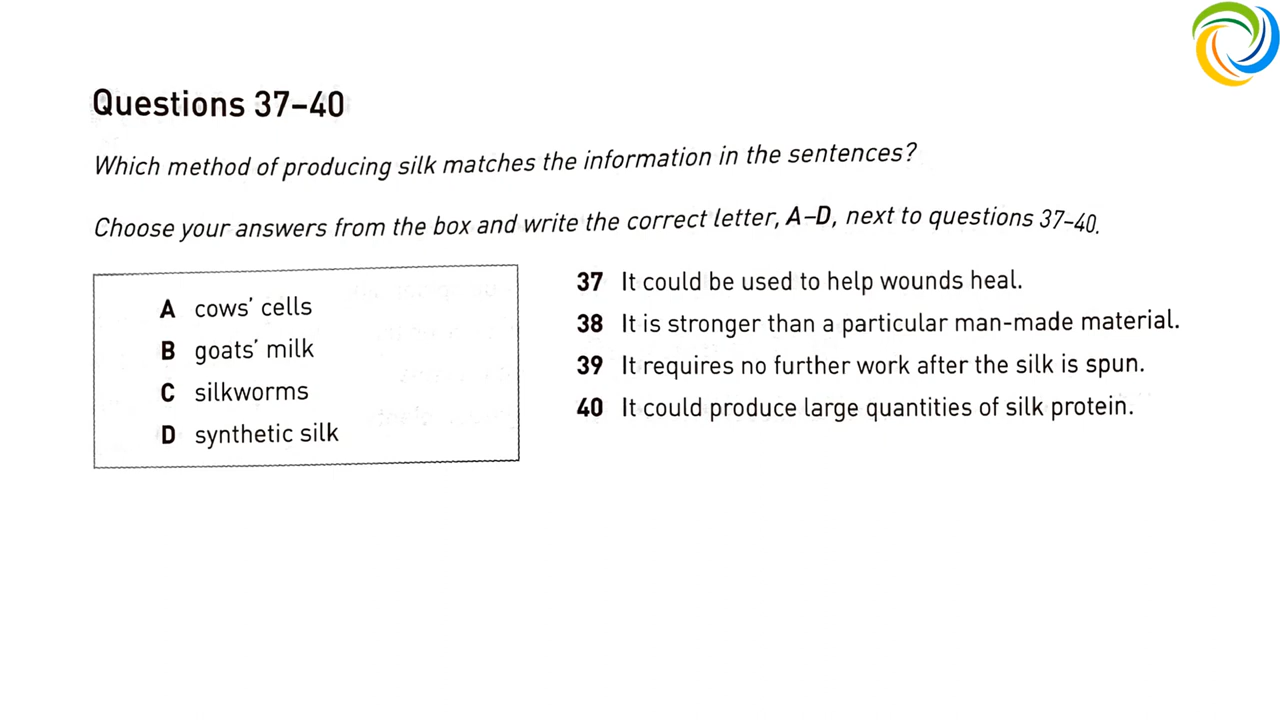 Questions 37–40
Which method of producing silk matches the information in the sentences?
Choose your answers from the box and write the correct letter, A–D, next to questions 37–40.
A cows' cells
B goats' milk
C silkworms
D synthetic silk
37 It could be used to help wounds heal.
38 It is stronger than a particular man-made material.
39 It requires no further work after the silk is spun.
40 It could produce large quantities of silk protein.